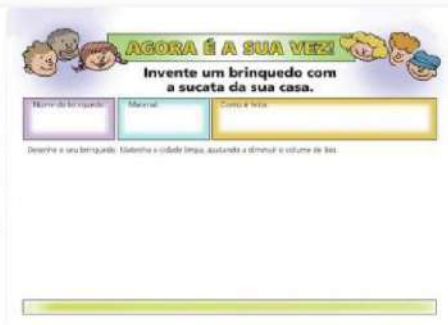 AGORA É A SUA VEZ!
Invente um brinquedo com
a sucata da sua casa.
Nome do brinquedo
Material
Como é feito
Desenhe o seu brinquedo. Mantenha a cidade limpa, ajudando a diminuir o volume de lixo.